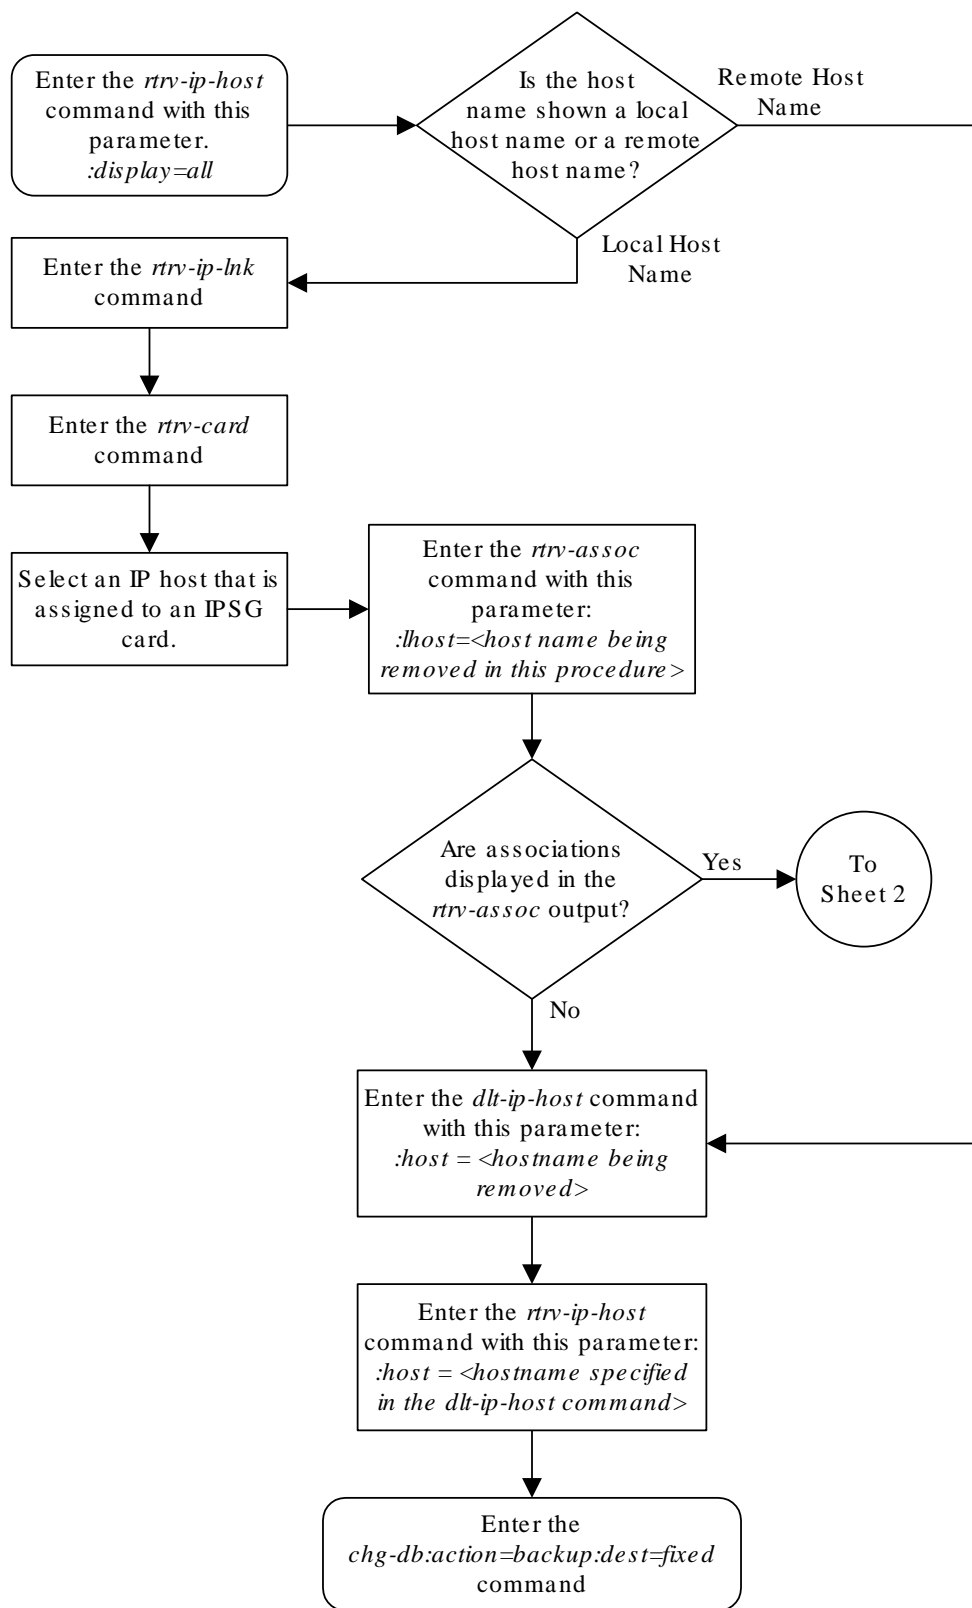 Enter the rtrv-ip-host
command with this
parameter.
:display=all
Is the host
name shown a local
host name or a remote
host name?
Remote Host
Name
Local Host
Name
Enter the rtrv-ip-lnk
command
Enter the rtrv-card
command
Select an IP host that is
assigned to an IPSG
card.
Enter the rtrv-assoc
command with this
parameter:
:lhost=<host name being
removed in this procedure>
Are associations
displayed in the
rtrv-assoc output?
Yes
To
Sheet 2
No
Enter the dlt-ip-host command
with this parameter:
:host = <hostname being
removed>
Enter the rtrv-ip-host
command with this parameter:
:host = <hostname specified
in the dlt-ip-host command>
Enter the
chg-db:action=backup:dest=fixed
command